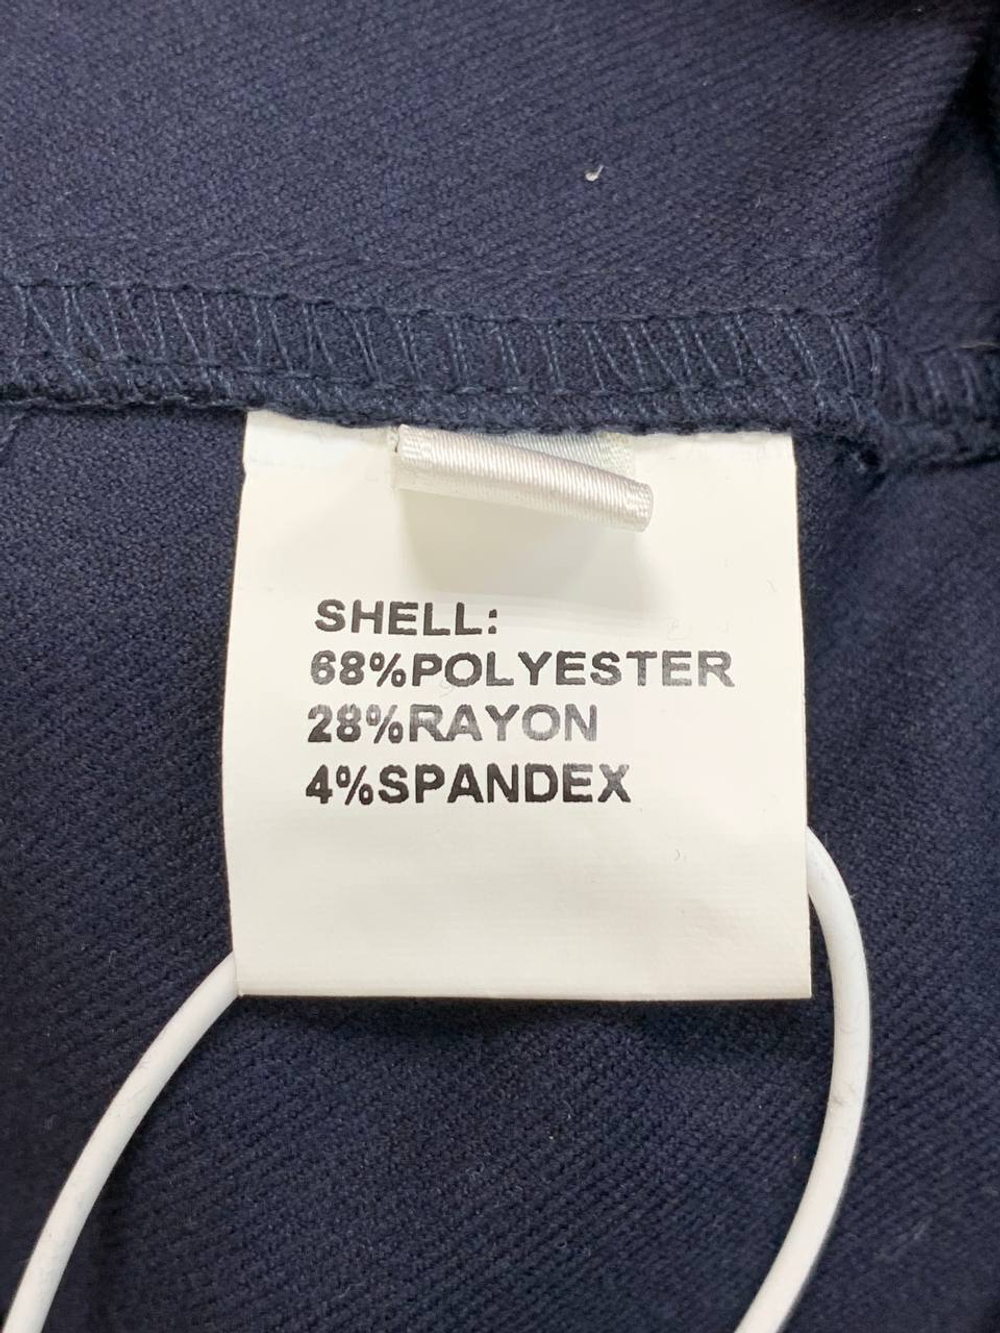 SHELL:
68%POLYESTER
28%RAYON
4%SPANDEX